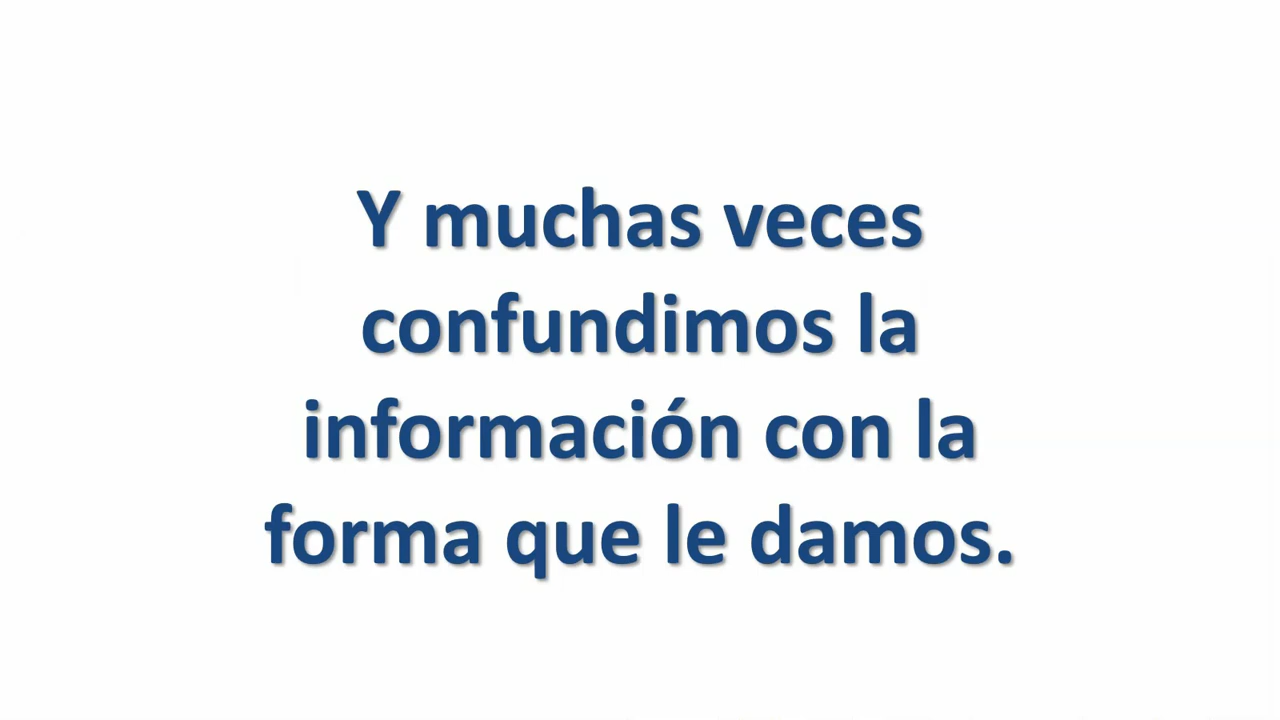 Y muchas veces
confundimos la
información con la
forma que le damos.